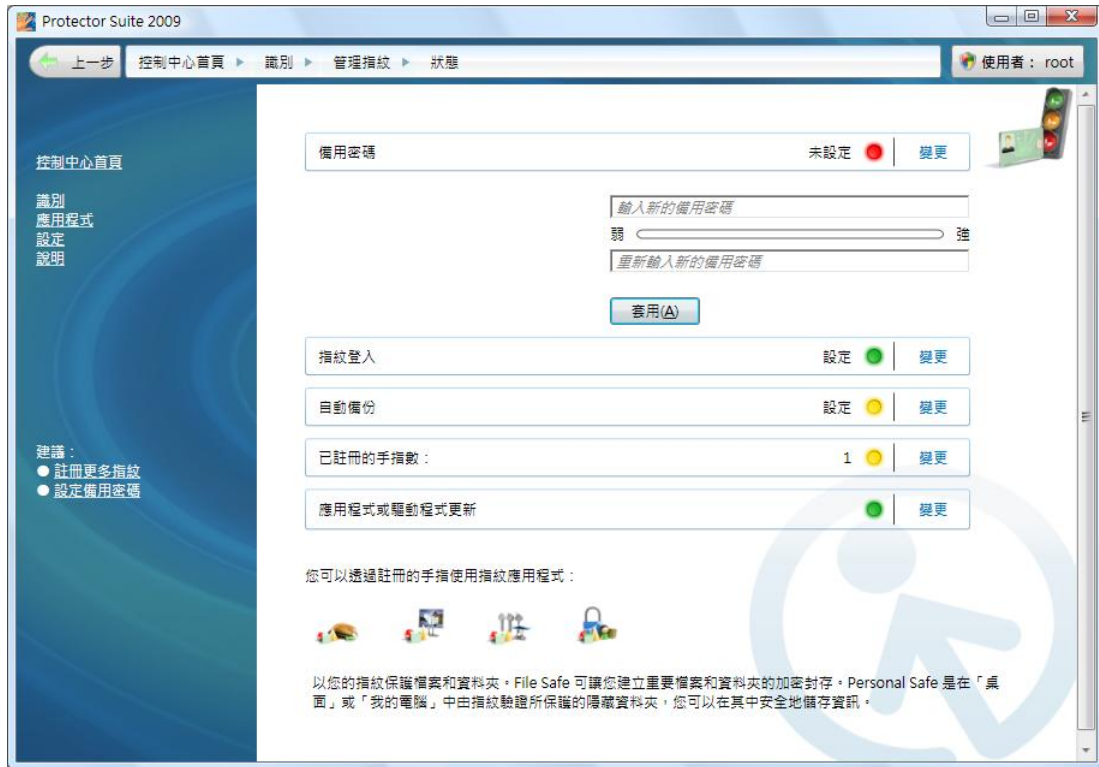 Protector Suite 2009
上一步 控制中心首頁 識別 管理指紋 狀態 使用者： root
控制中心首頁
識別
應用程式
設定
說明
建議：
註冊更多指紋
設定備用密碼
備用密碼 未設定 變更
輸入新的備用密碼
弱 強
重新輸入新的備用密碼
套用(A)
指紋登入 設定 變更
自動備份 設定 變更
已註冊的手指數： 1 變更
應用程式或驅動程式更新 變更
您可以透過註冊的手指使用指紋應用程式：
以您的指紋保護檔案和資料夾。File Safe 可讓您建立重要檔案和資料夾的加密封存。Personal Safe 是在「桌
面」或「我的電腦」中由指紋驗證所保護的隱藏資料夾，您可以在其中安全地儲存資訊。